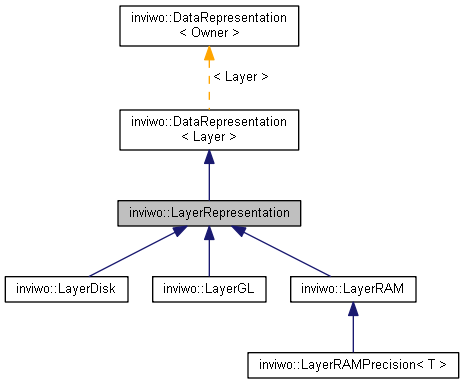 inviwo::DataRepresentation
< Owner >
< Layer >
inviwo::DataRepresentation
< Layer >
inviwo::LayerRepresentation
inviwo::LayerDisk
inviwo::LayerGL
inviwo::LayerRAM
inviwo::LayerRAMPrecision< T >